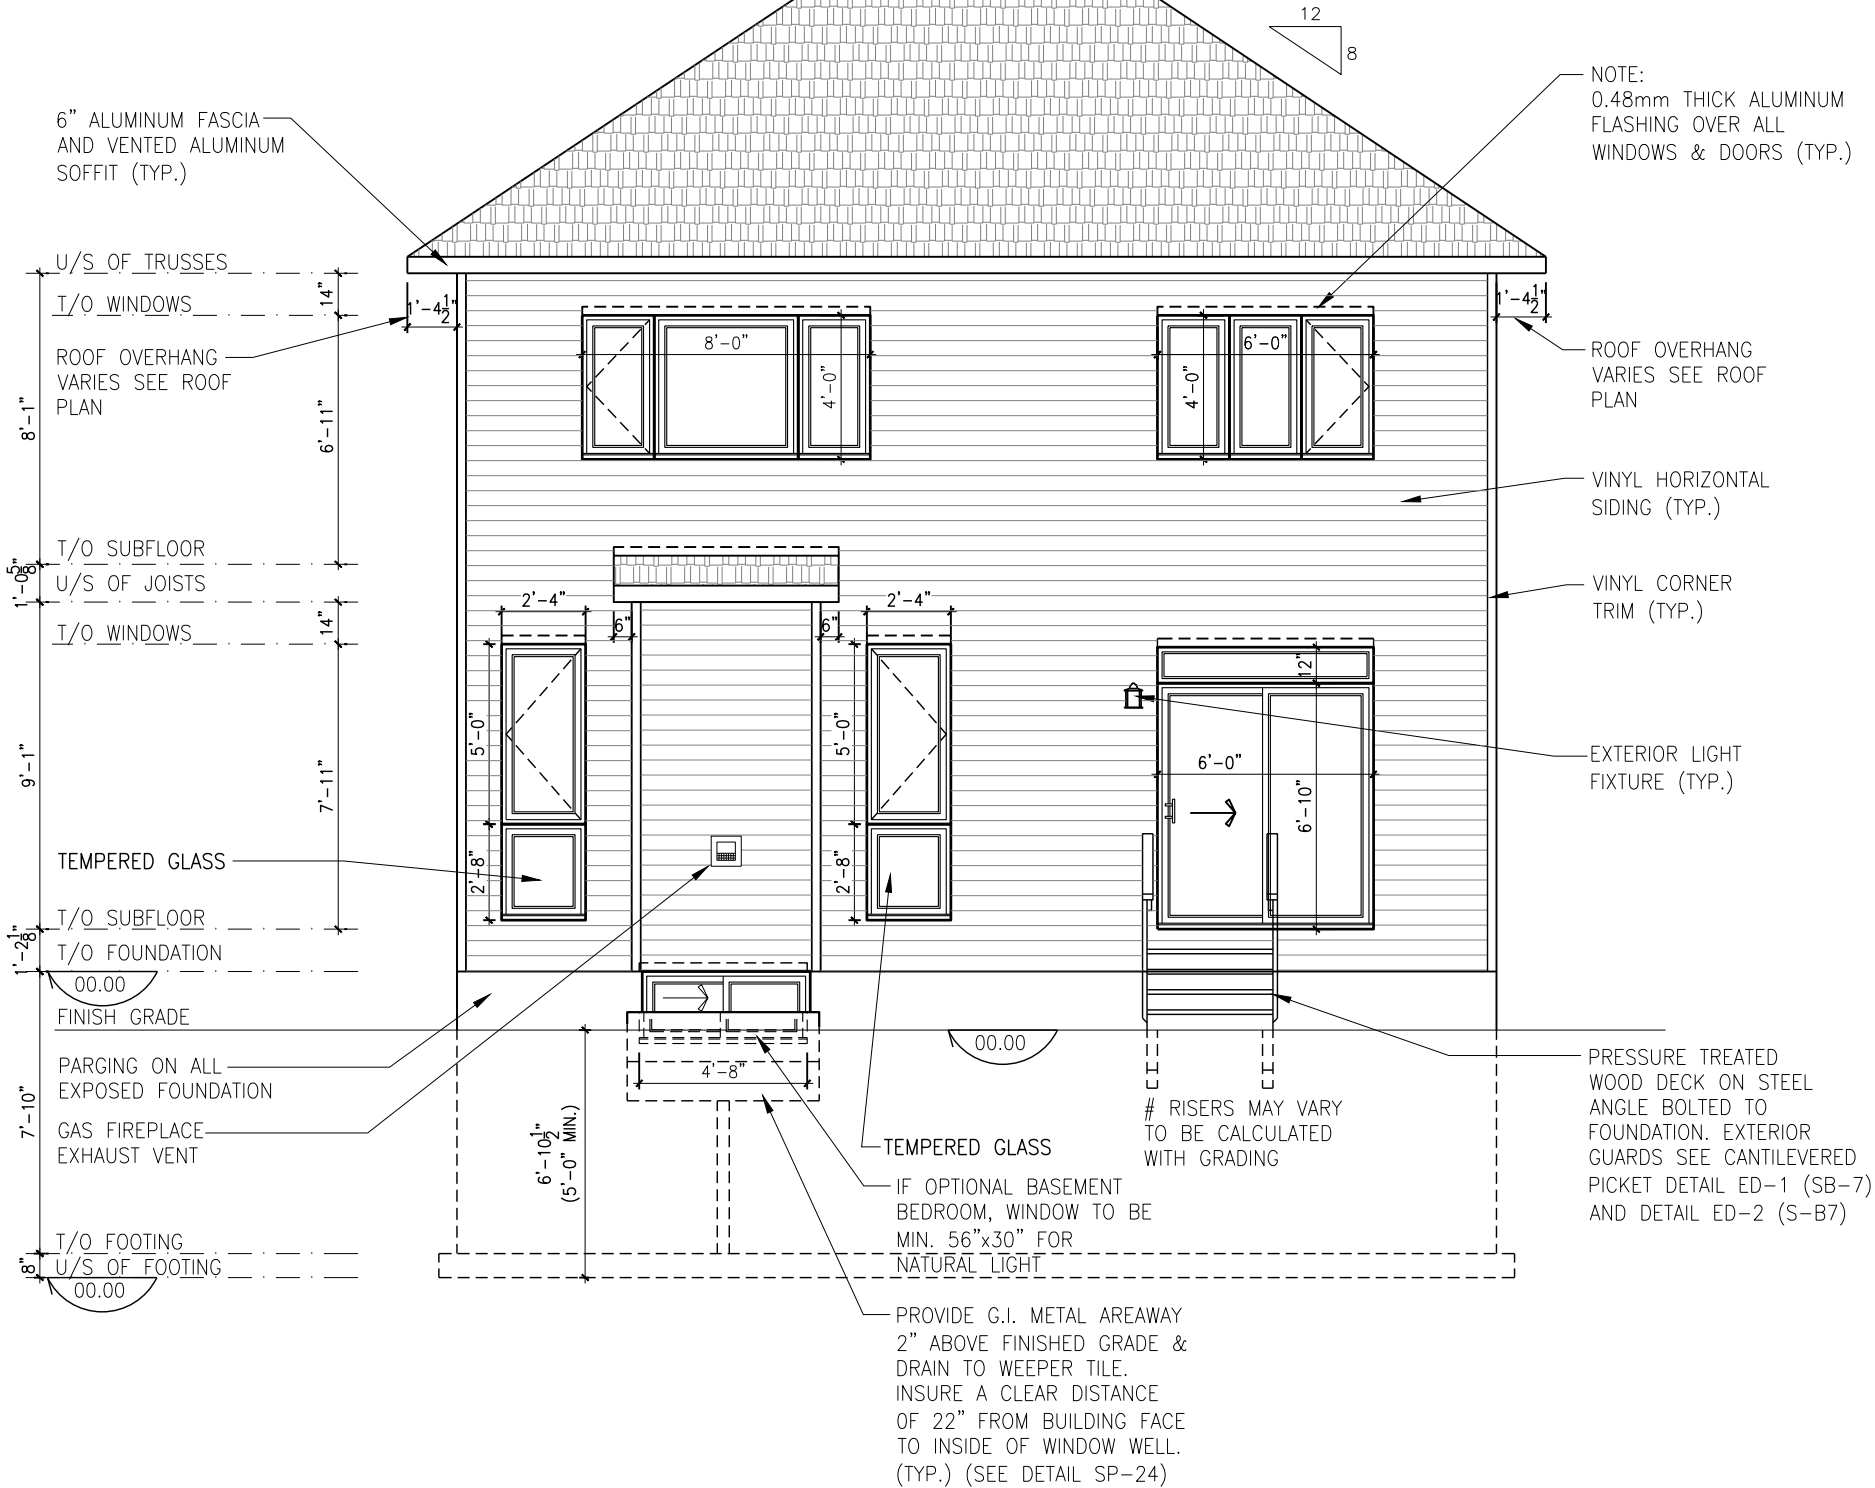 12
8
NOTE:
0.48mm THICK ALUMINUM
FLASHING OVER ALL
WINDOWS & DOORS (TYP.)
6" ALUMINUM FASCIA
AND VENTED ALUMINUM
SOFFIT (TYP.)
U/S OF TRUSSES
T/O WINDOWS
14"
1'-4½"
1'-4½"
ROOF OVERHANG
VARIES SEE ROOF
PLAN
8'-1"
6'-11"
8'-0"
4'-0"
6'-0"
4'-0"
ROOF OVERHANG
VARIES SEE ROOF
PLAN
VINYL HORIZONTAL
SIDING (TYP.)
T/O SUBFLOOR
1'-0⅝"
U/S OF JOISTS
VINYL CORNER
TRIM (TYP.)
2'-4"
6"
6"
2'-4"
14"
T/O WINDOWS
12"
9'-1"
7'-11"
5'-0"
5'-0"
6'-0"
6'-10"
EXTERIOR LIGHT
FIXTURE (TYP.)
TEMPERED GLASS
2'-8"
2'-8"
T/O SUBFLOOR
1'-2⅛"
T/O FOUNDATION
00.00
FINISH GRADE
00.00
PARGING ON ALL
EXPOSED FOUNDATION
4'-8"
7'-10"
GAS FIREPLACE
EXHAUST VENT
6'-10½"
(5'-0" MIN.)
TEMPERED GLASS
# RISERS MAY VARY
TO BE CALCULATED
WITH GRADING
PRESSURE TREATED
WOOD DECK ON STEEL
ANGLE BOLTED TO
FOUNDATION. EXTERIOR
GUARDS SEE CANTILEVERED
PICKET DETAIL ED-1 (SB-7)
AND DETAIL ED-2 (S-B7)
IF OPTIONAL BASEMENT
BEDROOM, WINDOW TO BE
MIN. 56"x30" FOR
NATURAL LIGHT
T/O FOOTING
8"
U/S OF FOOTING
00.00
PROVIDE G.I. METAL AREAWAY
2" ABOVE FINISHED GRADE &
DRAIN TO WEEPER TILE.
INSURE A CLEAR DISTANCE
OF 22" FROM BUILDING FACE
TO INSIDE OF WINDOW WELL.
(TYP.) (SEE DETAIL SP-24)